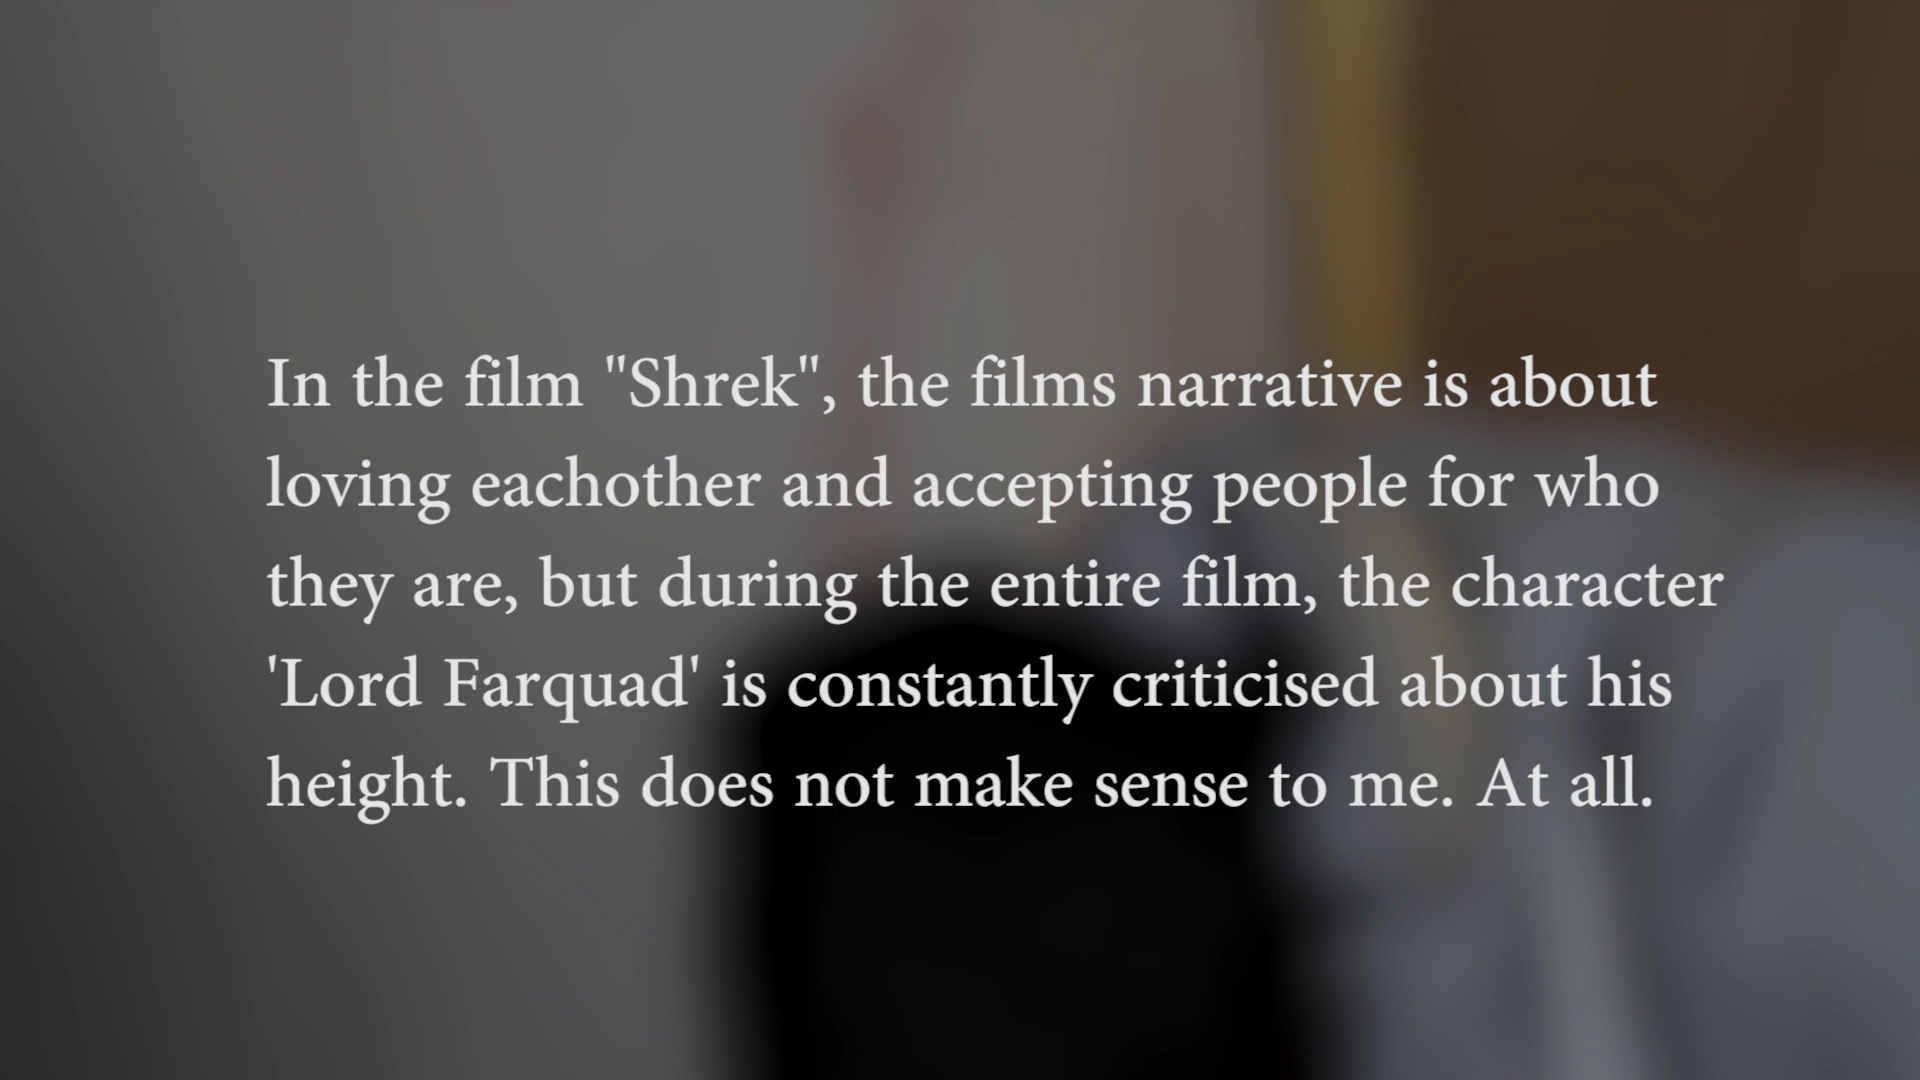 In the film "Shrek", the films narrative is about
loving eachother and accepting people for who
they are, but during the entire film, the character
'Lord Farquad' is constantly criticised about his
height. This does not make sense to me. At all.